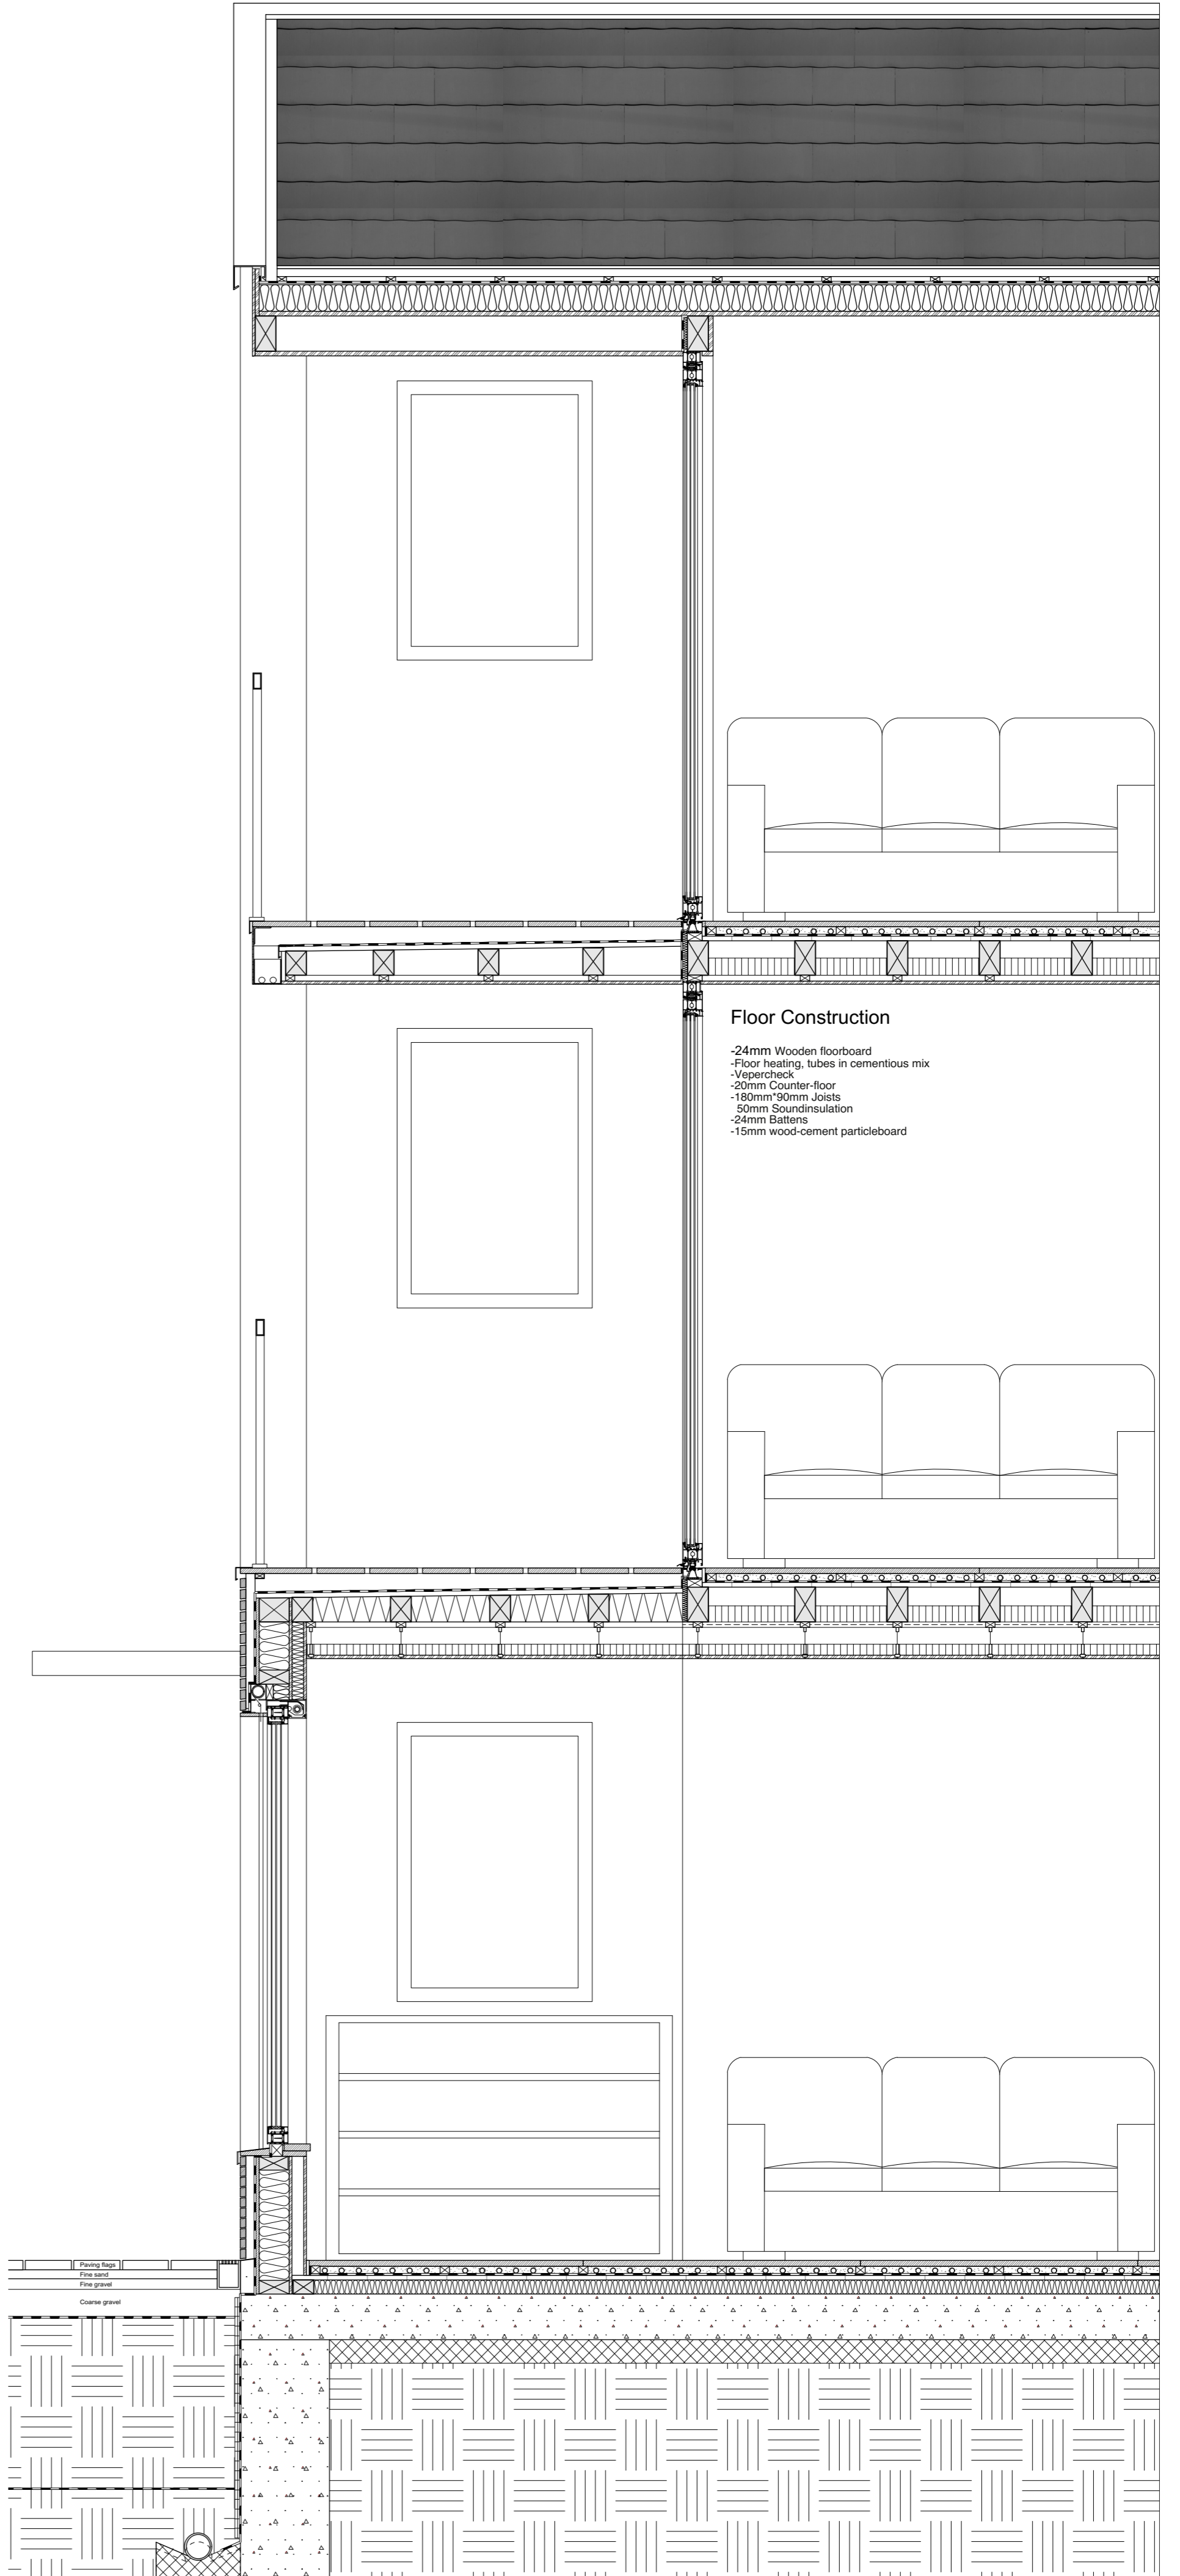 Floor Construction
-24mm Wooden floorboard
-Floor heating, tubes in cementious mix
-Vepercheck
-20mm Counter-floor
-180mm*90mm Joists
50mm Soundinsulation
-24mm Battens
-15mm wood-cement particleboard
Paving flags
Fine sand
Fine gravel
Coarse gravel